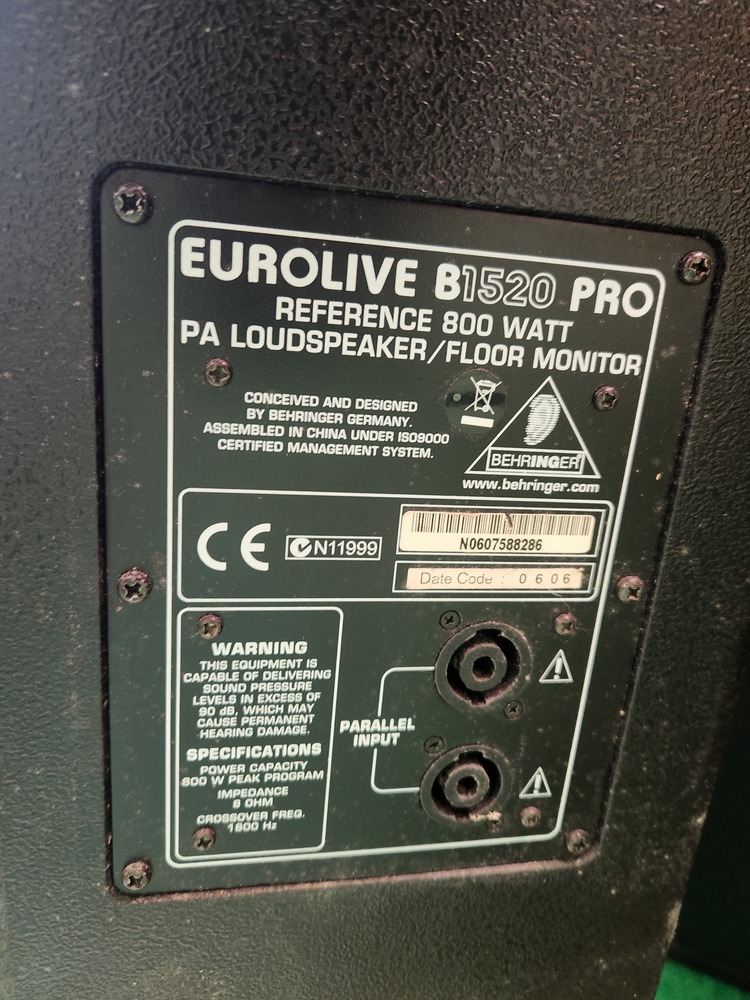 EUROLIVE B1520 PRO
REFERENCE 800 WATT
PA LOUDSPEAKER/FLOOR MONITOR
CONCEIVED AND DESIGNED
BY BEHRINGER GERMANY.
ASSEMBLED IN CHINA UNDER ISO9000
CERTIFIED MANAGEMENT SYSTEM.
BEHRINGER
www.behringer.com
CE
N11999
N0607588286
Date Code : 0606
WARNING
THIS EQUIPMENT IS
CAPABLE OF DELIVERING
SOUND PRESSURE
LEVELS IN EXCESS OF
90 dB, WHICH MAY
CAUSE PERMANENT
HEARING DAMAGE.
SPECIFICATIONS
POWER CAPACITY
800 W PEAK PROGRAM
IMPEDANCE
8 OHM
CROSSOVER FREQ.
1600 Hz
PARALLEL
INPUT